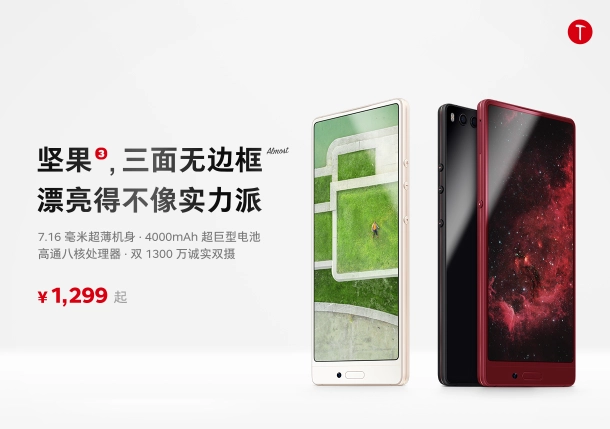 坚果3，三面无边框 Almost
漂亮得不像实力派
7.16 毫米超薄机身 · 4000mAh 超巨型电池
高通八核处理器 · 双 1300 万诚实双摄
¥1,299 起